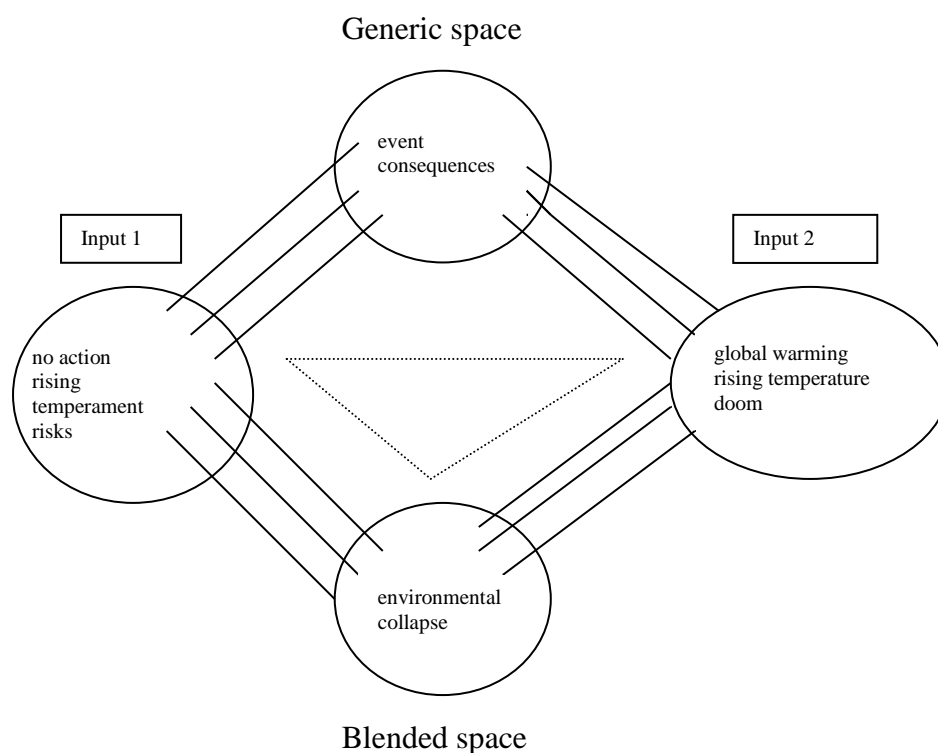 Generic space
event
consequences
Input 1
Input 2
no action
rising
temperament
risks
global warming
rising temperature
doom
environmental
collapse
Blended space